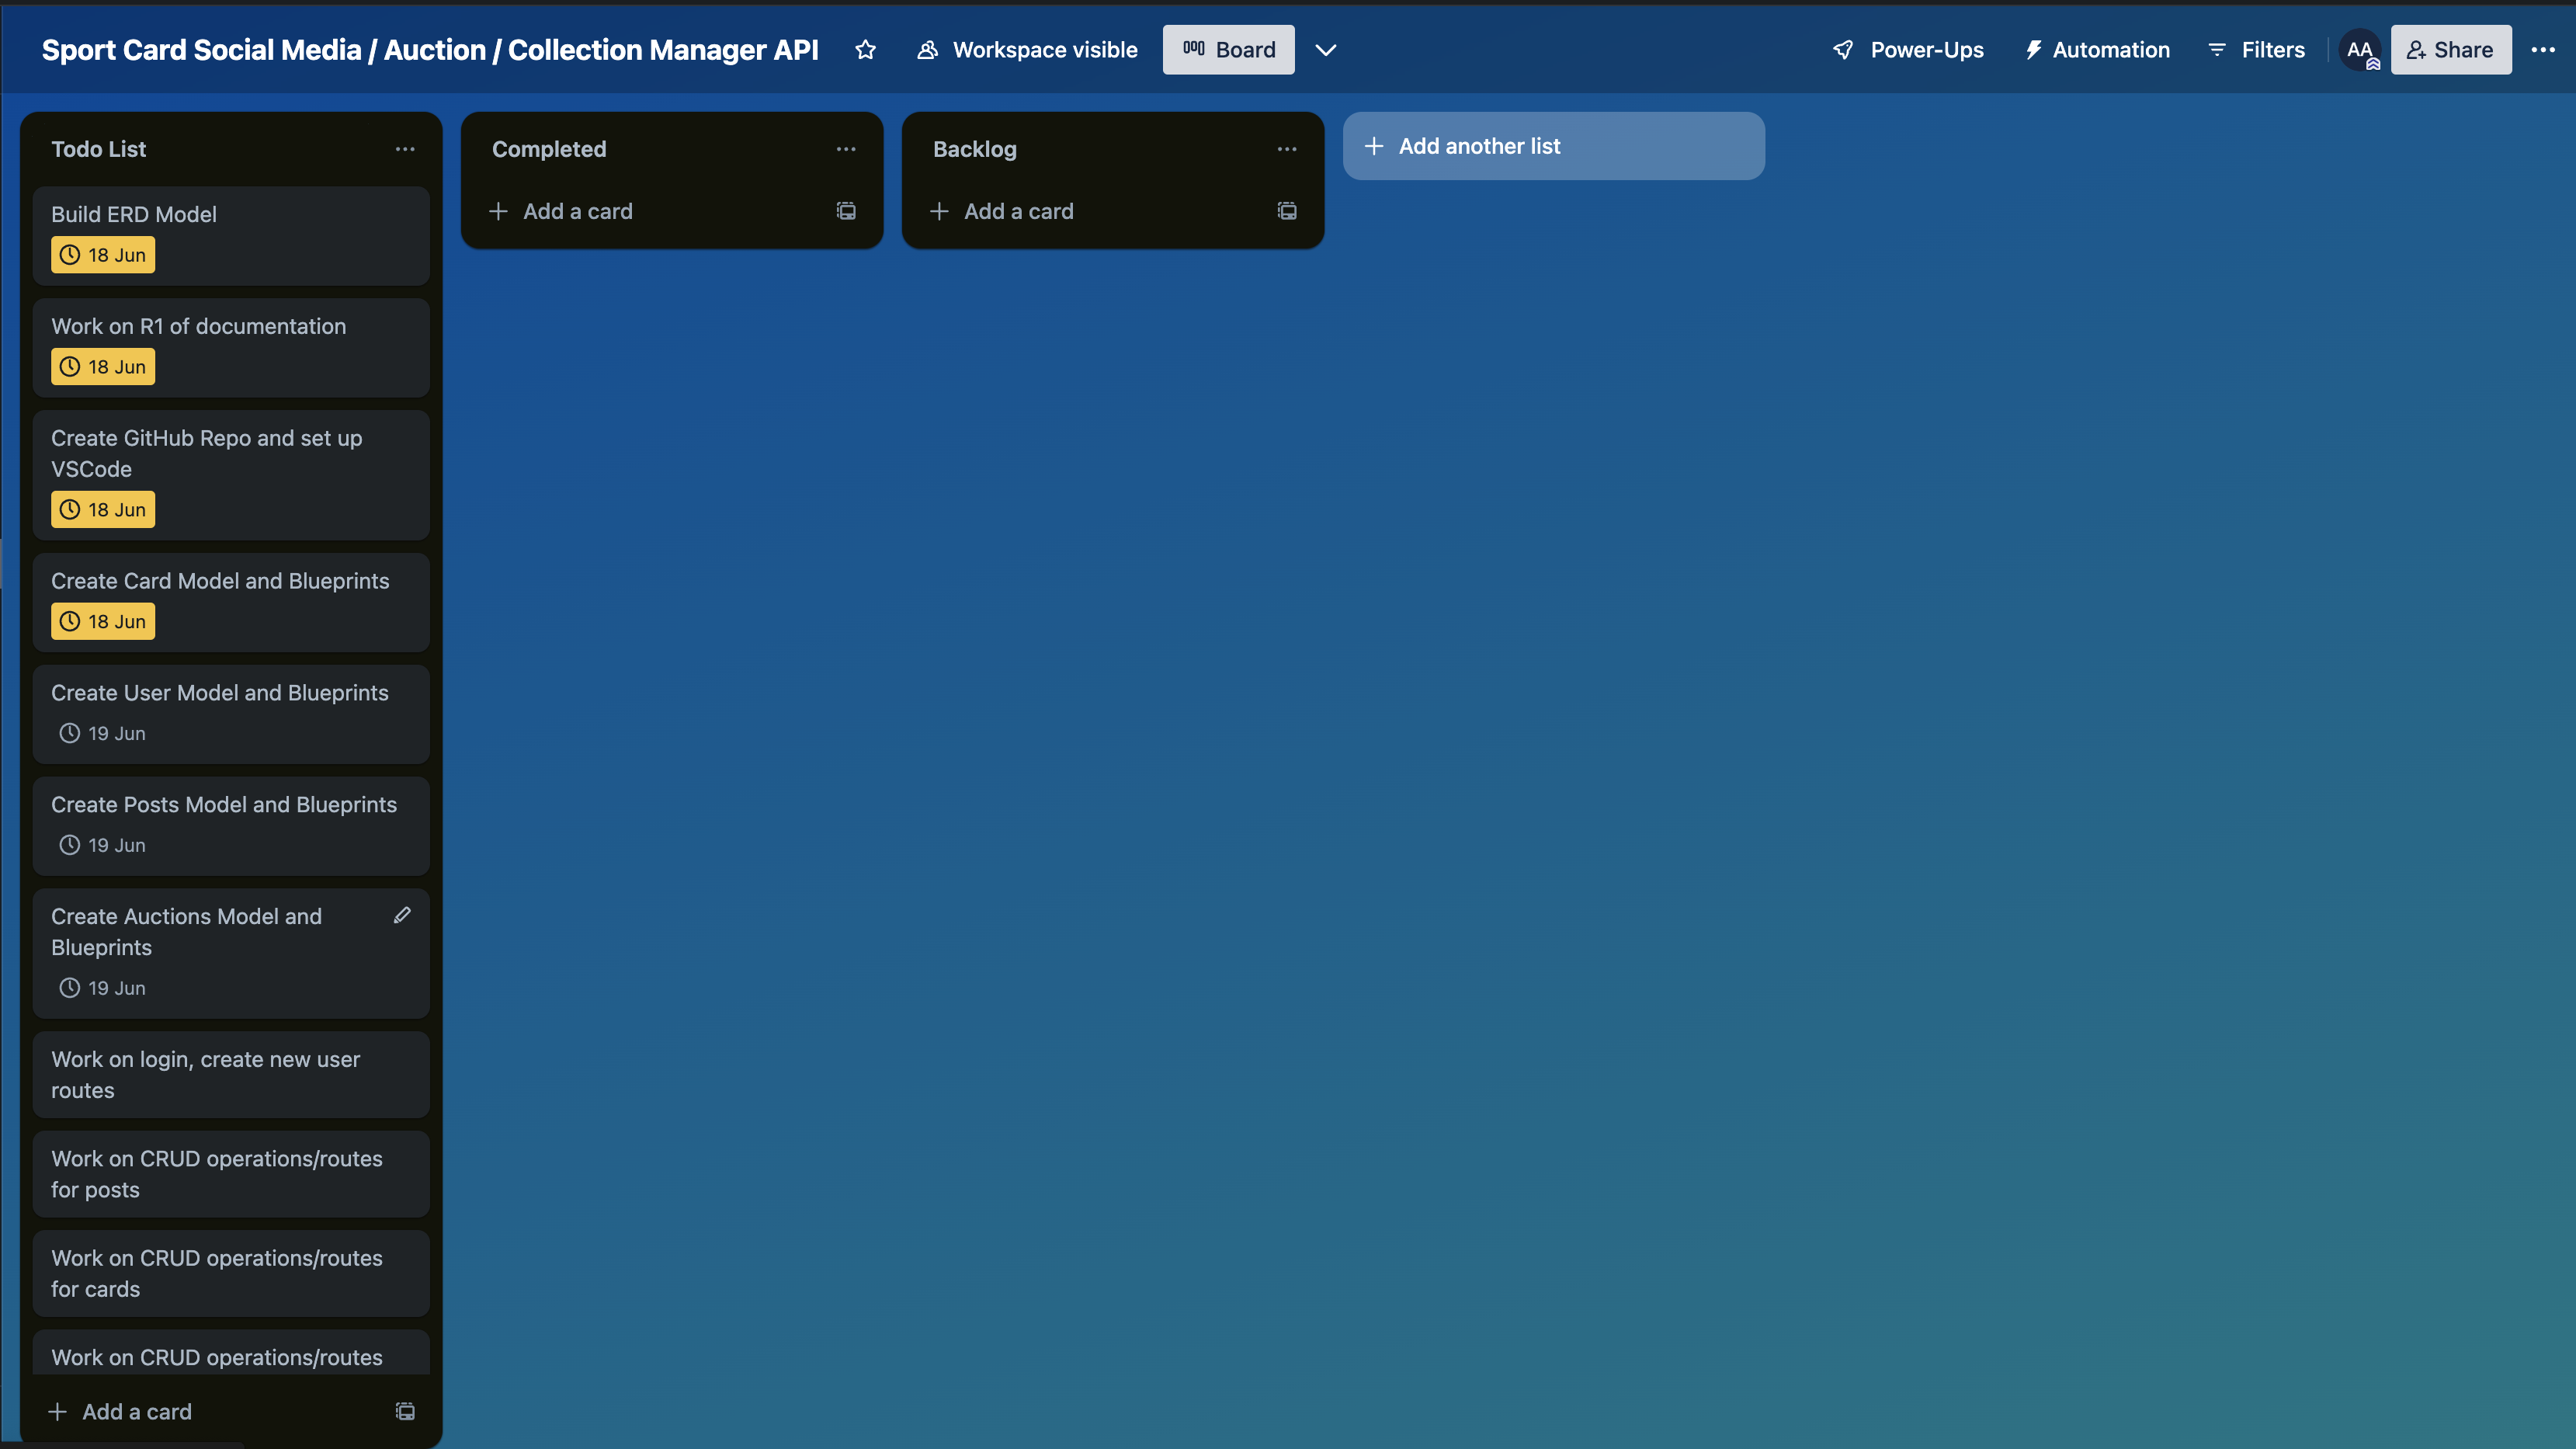 Sport Card Social Media / Auction / Collection Manager API
Workspace visible
Board
Power-Ups
Automation
Filters
AA
Share
Todo List
Build ERD Model
18 Jun
Work on R1 of documentation
18 Jun
Create GitHub Repo and set up
VSCode
18 Jun
Create Card Model and Blueprints
18 Jun
Create User Model and Blueprints
19 Jun
Create Posts Model and Blueprints
19 Jun
Create Auctions Model and
Blueprints
19 Jun
Work on login, create new user
routes
Work on CRUD operations/routes
for posts
Work on CRUD operations/routes
for cards
Work on CRUD operations/routes
+ Add a card
Completed
+ Add a card
Backlog
+ Add a card
+ Add another list